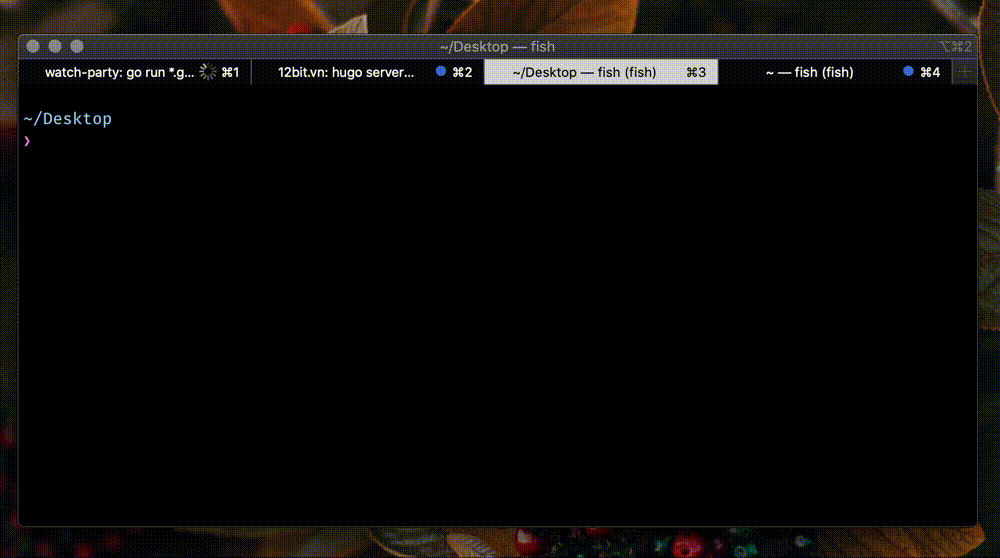 ~/Desktop — fish
⌥⌘2
watch-party: go run *.g... ⌘1
12bit.vn: hugo server... ⌘2
~/Desktop — fish (fish) ⌘3
~ — fish (fish) ⌘4
~/Desktop
❯